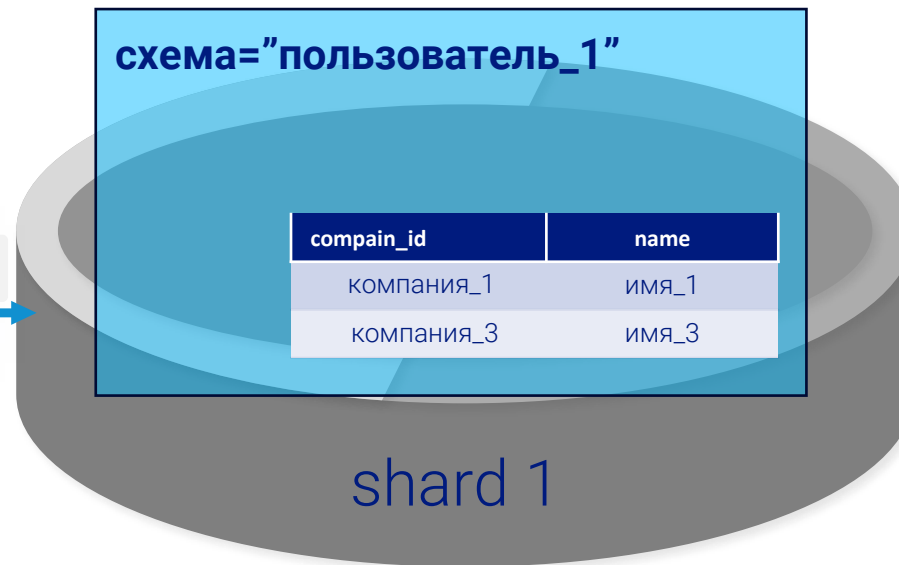 схема=”пользователь_1”
compain_id name
компания_1 имя_1
компания_3 имя_3
shard 1